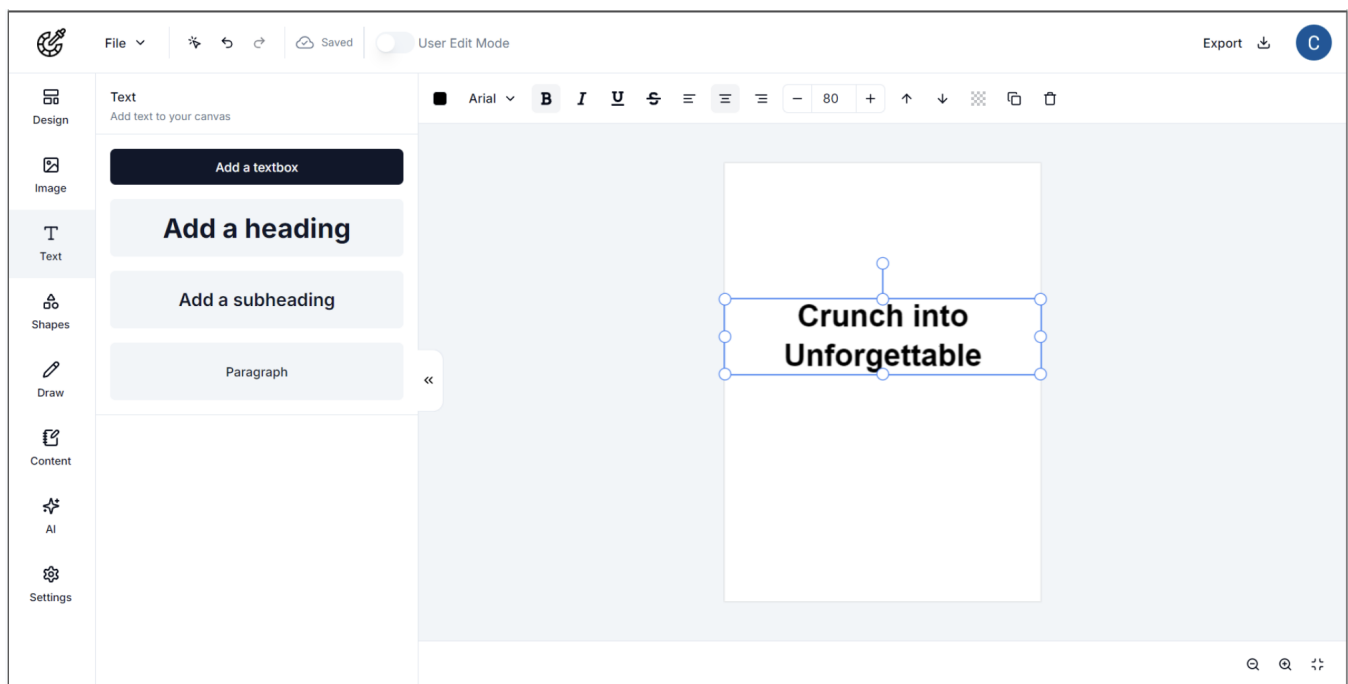 File
Saved
User Edit Mode
Export
C
Design
Image
Text
Shapes
Draw
Content
AI
Settings
Text
Add text to your canvas
Add a textbox
Add a heading
Add a subheading
Paragraph
«
Arial
B
I
U
S
80
Crunch into
Unforgettable